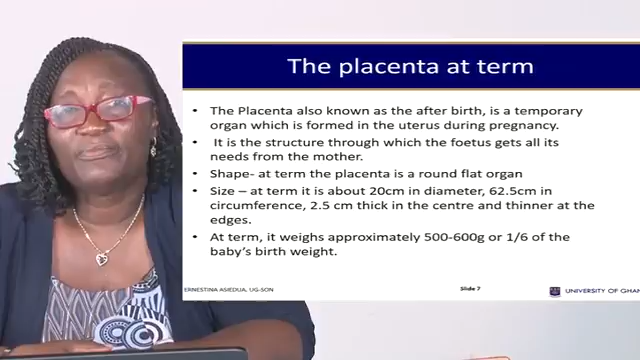 The placenta at term
• The Placenta also known as the after birth, is a temporary
organ which is formed in the uterus during pregnancy.
• It is the structure through which the foetus gets all its
needs from the mother.
• Shape- at term the placenta is a round flat organ
• Size – at term it is about 20cm in diameter, 62.5cm in
circumference, 2.5 cm thick in the centre and thinner at the
edges.
• At term, it weighs approximately 500-600g or 1/6 of the
baby's birth weight.
ERNESTINA ASIEDUA, UG-SON
Slide 7
UNIVERSITY OF GHAN